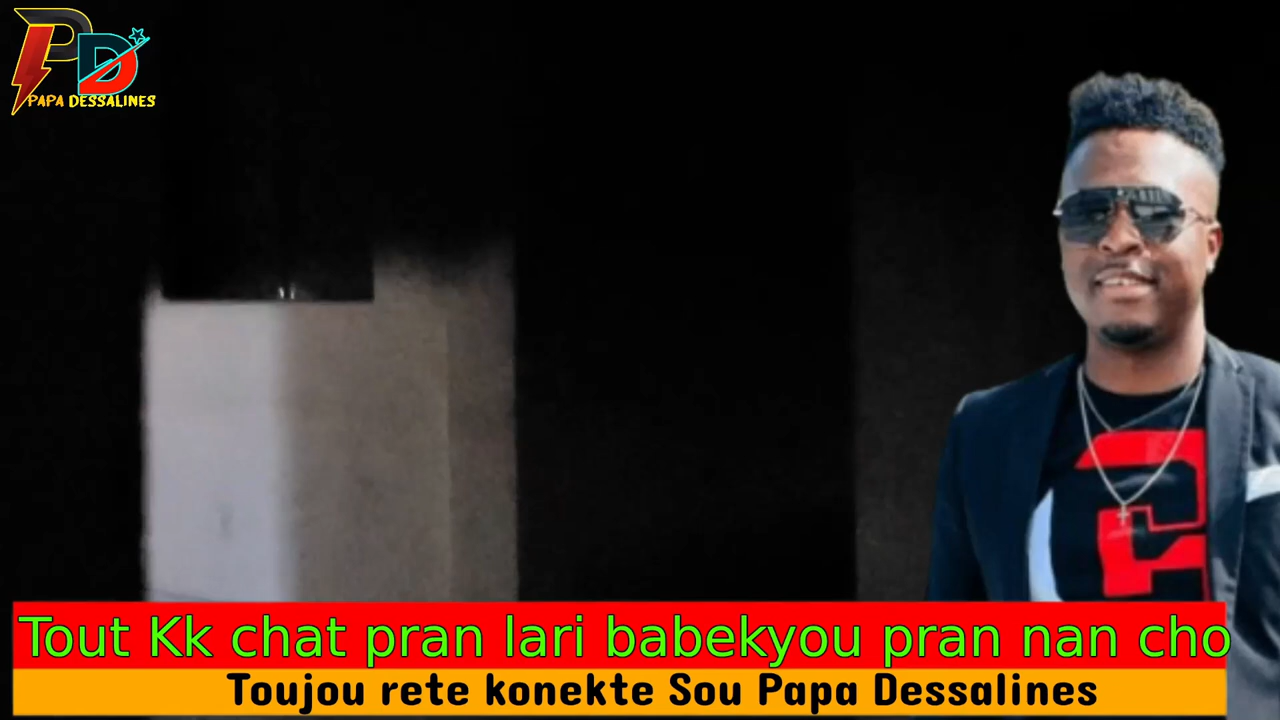 PD
PAPA DESSALINES
Tout Kk chat pran lari babekyou pran nan cho
Toujou rete konekte Sou Papa Dessalines